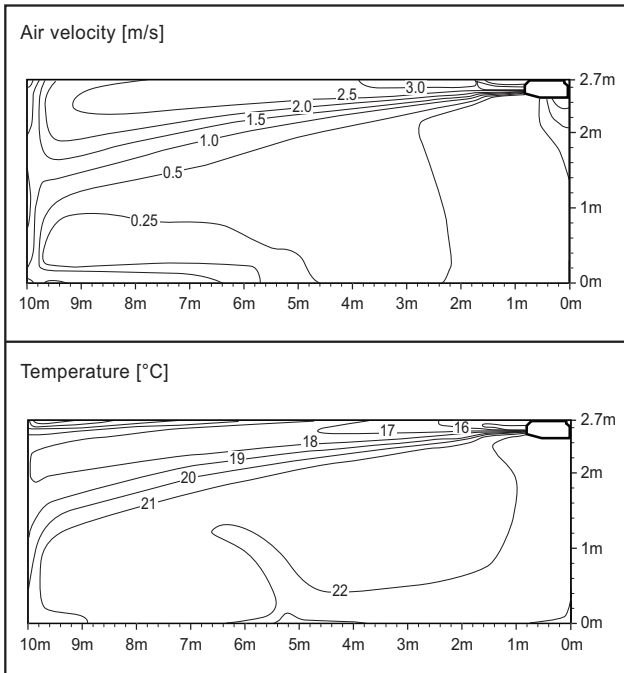 Air velocity [m/s]
2.7m
3.0
2.5
2.0
2m
1.5
1.0
0.5
1m
0.25
0m
10m 9m 8m 7m 6m 5m 4m 3m 2m 1m 0m
Temperature [°C]
2.7m
16
17
18
2m
19
20
21
1m
22
0m
10m 9m 8m 7m 6m 5m 4m 3m 2m 1m 0m